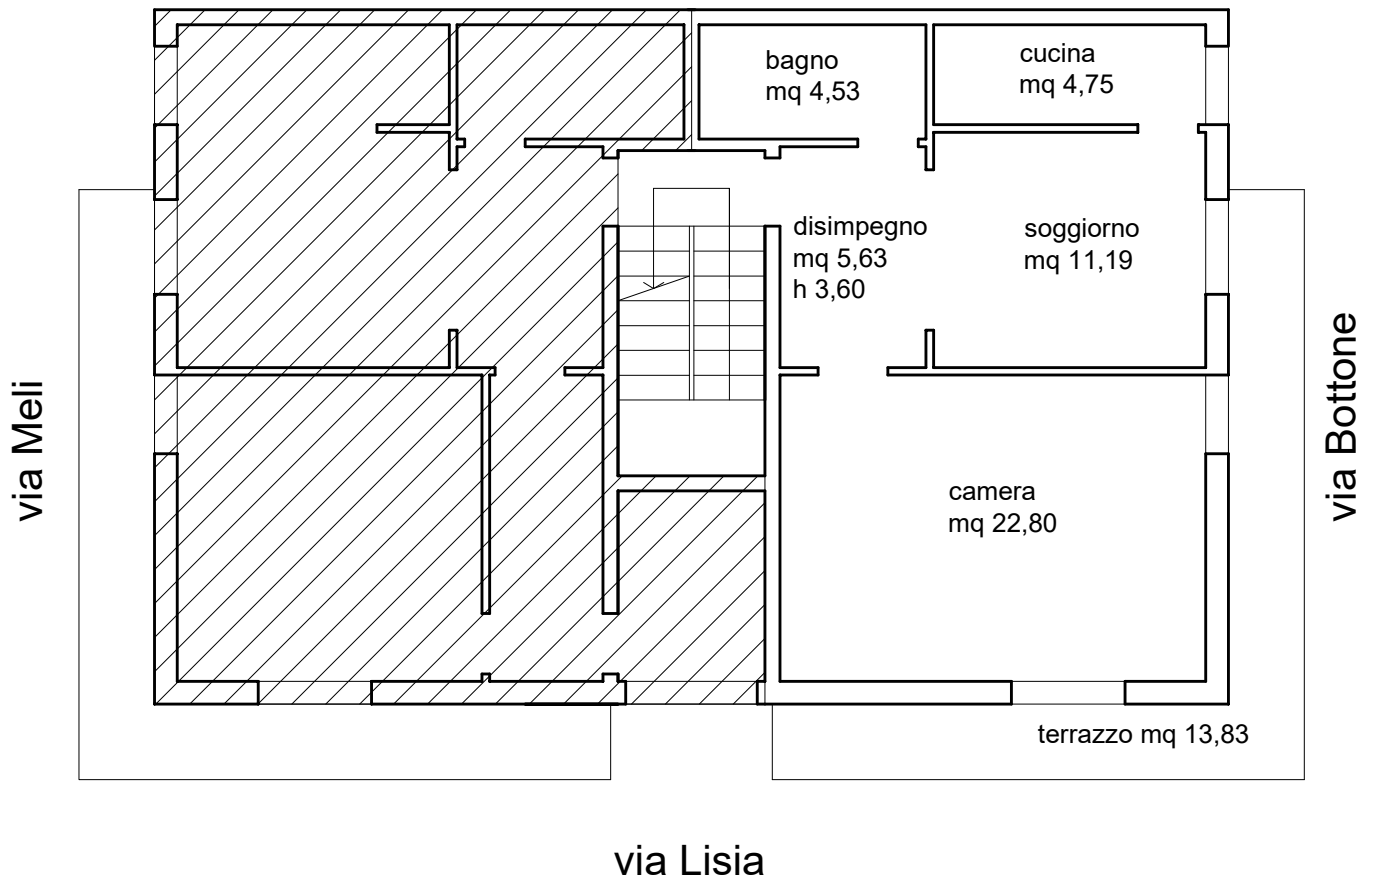 bagno
mq 4,53
cucina
mq 4,75
disimpegno
mq 5,63
h 3,60
soggiorno
mq 11,19
via Meli
via Bottone
camera
mq 22,80
terrazzo mq 13,83
via Lisia